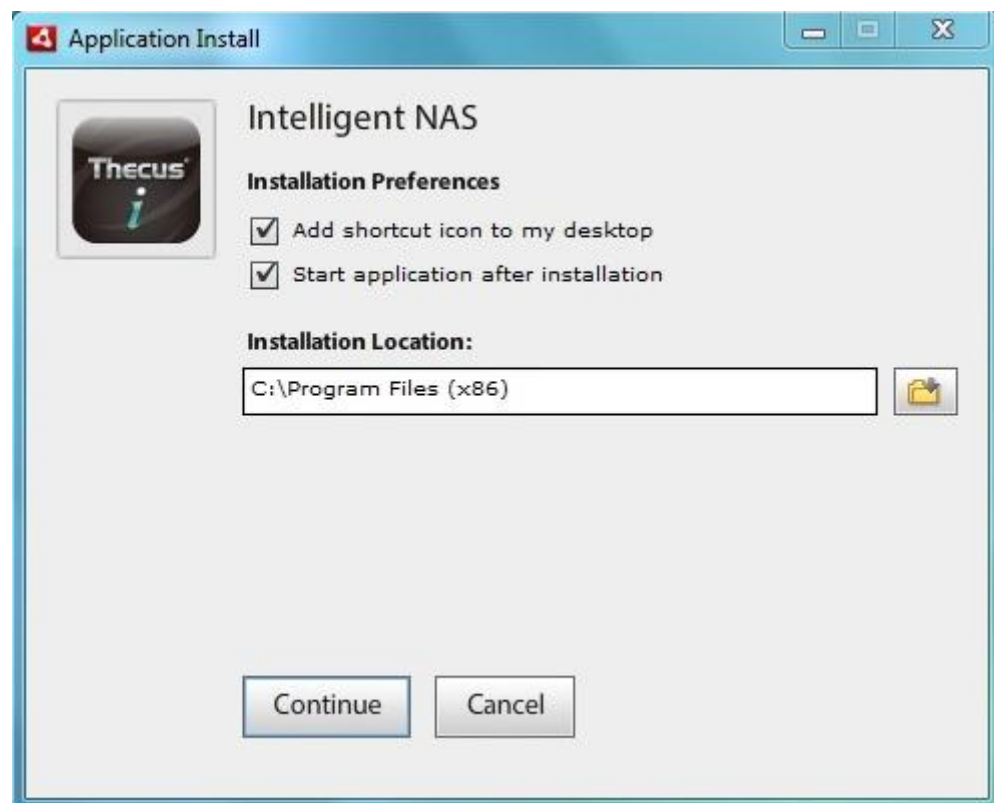 Application Install
Intelligent NAS
Thecus®
i
Installation Preferences
Add shortcut icon to my desktop
Start application after installation
Installation Location:
C:\Program Files (x86)
Continue
Cancel